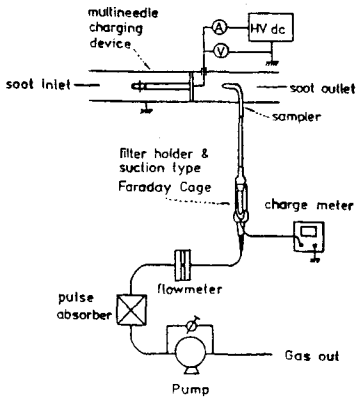 multineedle
charging
device
A
HV dc
V
soot inlet
soot outlet
sampler
filter holder &
suction type
Faraday Cage
charge meter
flowmeter
pulse
absorber
Gas out
Pump